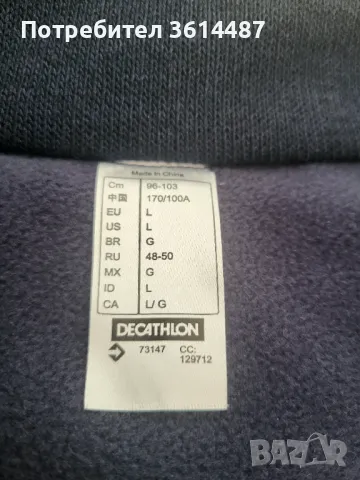 Потребител 3614487
Made in China
Cm 96-103
中国 170/100A
EU L
US L
BR G
RU 48-50
MX G
ID L
CA L/ G
DECATHLON
73147 CC:
129712
BAZAR